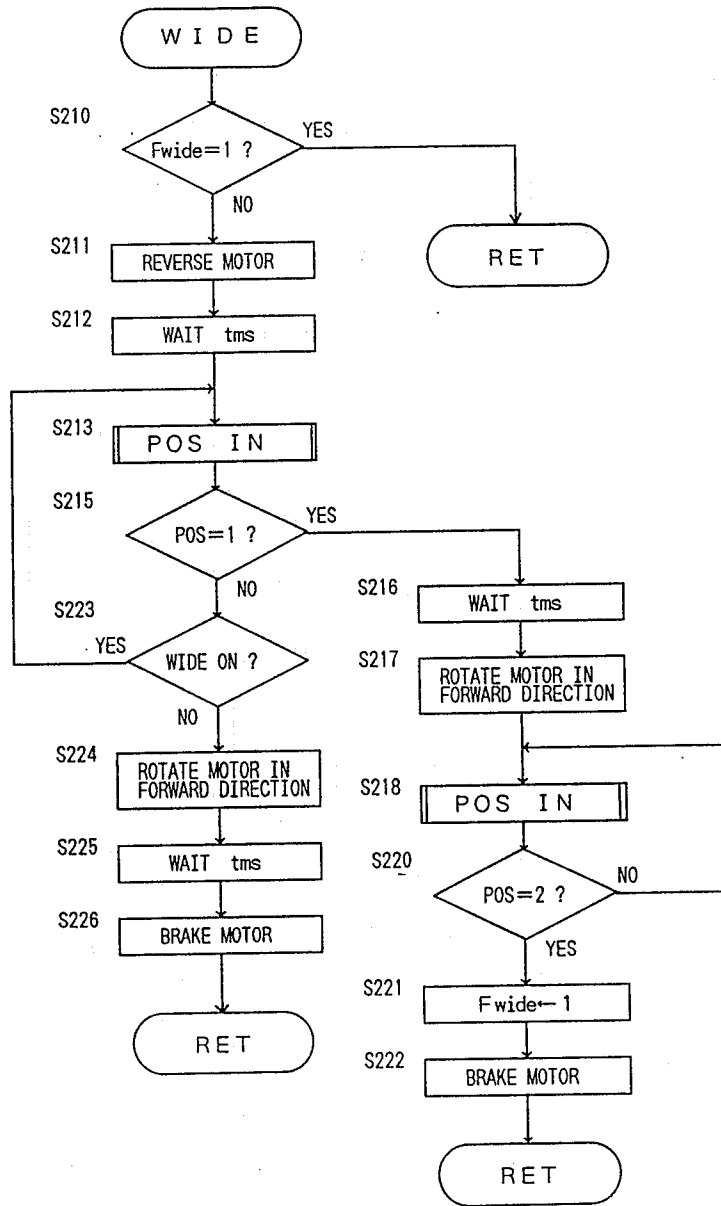 WIDE
S210
Fwide=1 ?
YES
NO
RET
S211
REVERSE MOTOR
S212
WAIT tms
S213
POS IN
S215
POS=1 ?
YES
NO
S223
YES
WIDE ON ?
NO
S224
ROTATE MOTOR IN
FORWARD DIRECTION
S225
WAIT tms
S226
BRAKE MOTOR
RET
S216
WAIT tms
S217
ROTATE MOTOR IN
FORWARD DIRECTION
S218
POS IN
S220
POS=2 ?
NO
YES
S221
Fwide←1
S222
BRAKE MOTOR
RET